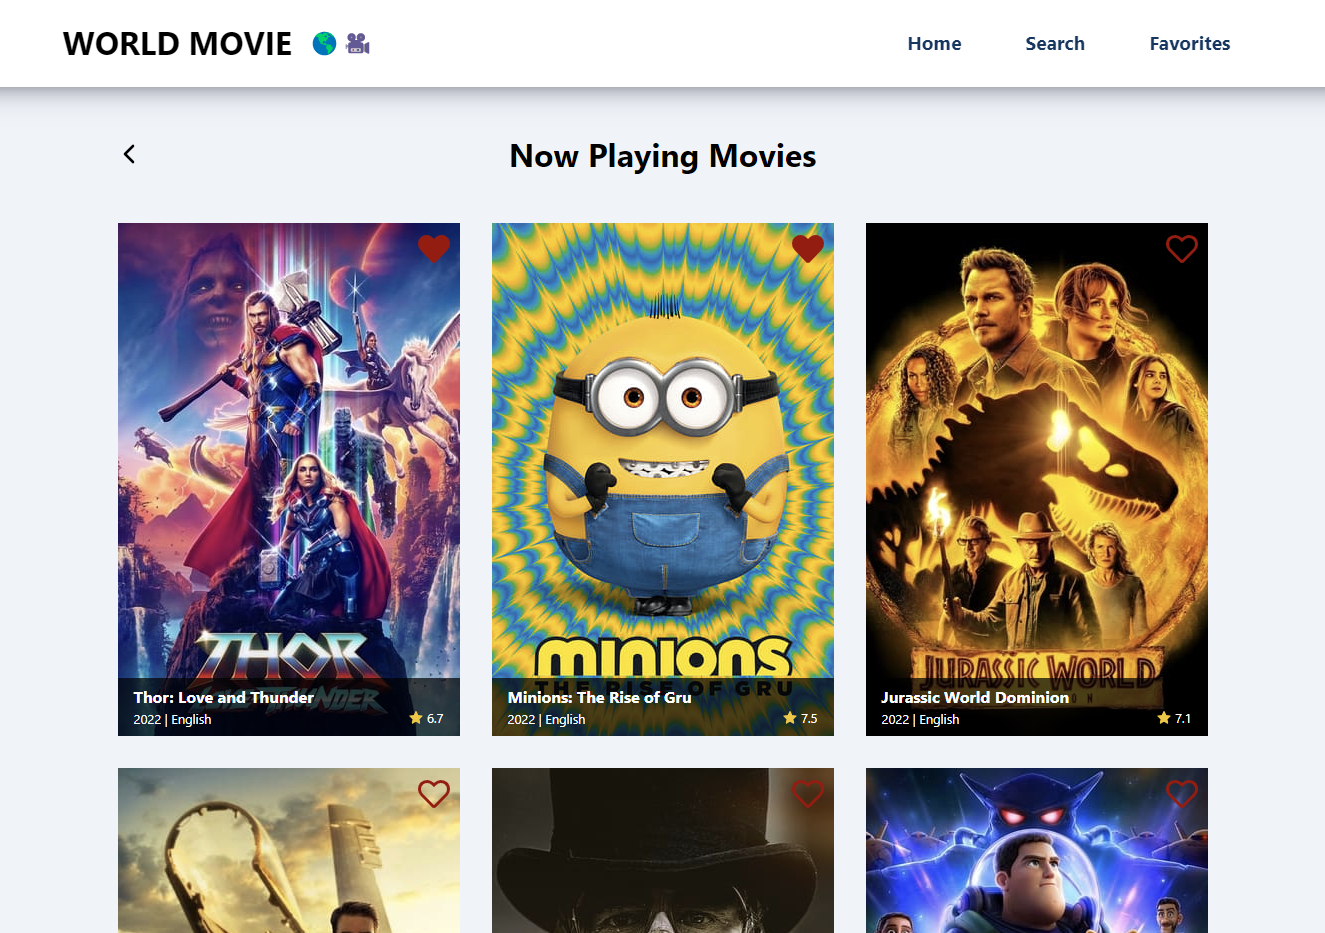 WORLD MOVIE
Home
Search
Favorites
Now Playing Movies
THOR
THUNDER
Thor: Love and Thunder
2022 | English
6.7
minions
THE RISE OF GRU
Minions: The Rise of Gru
2022 | English
7.5
JURASSIC WORLD
Jurassic World Dominion
2022 | English
7.1